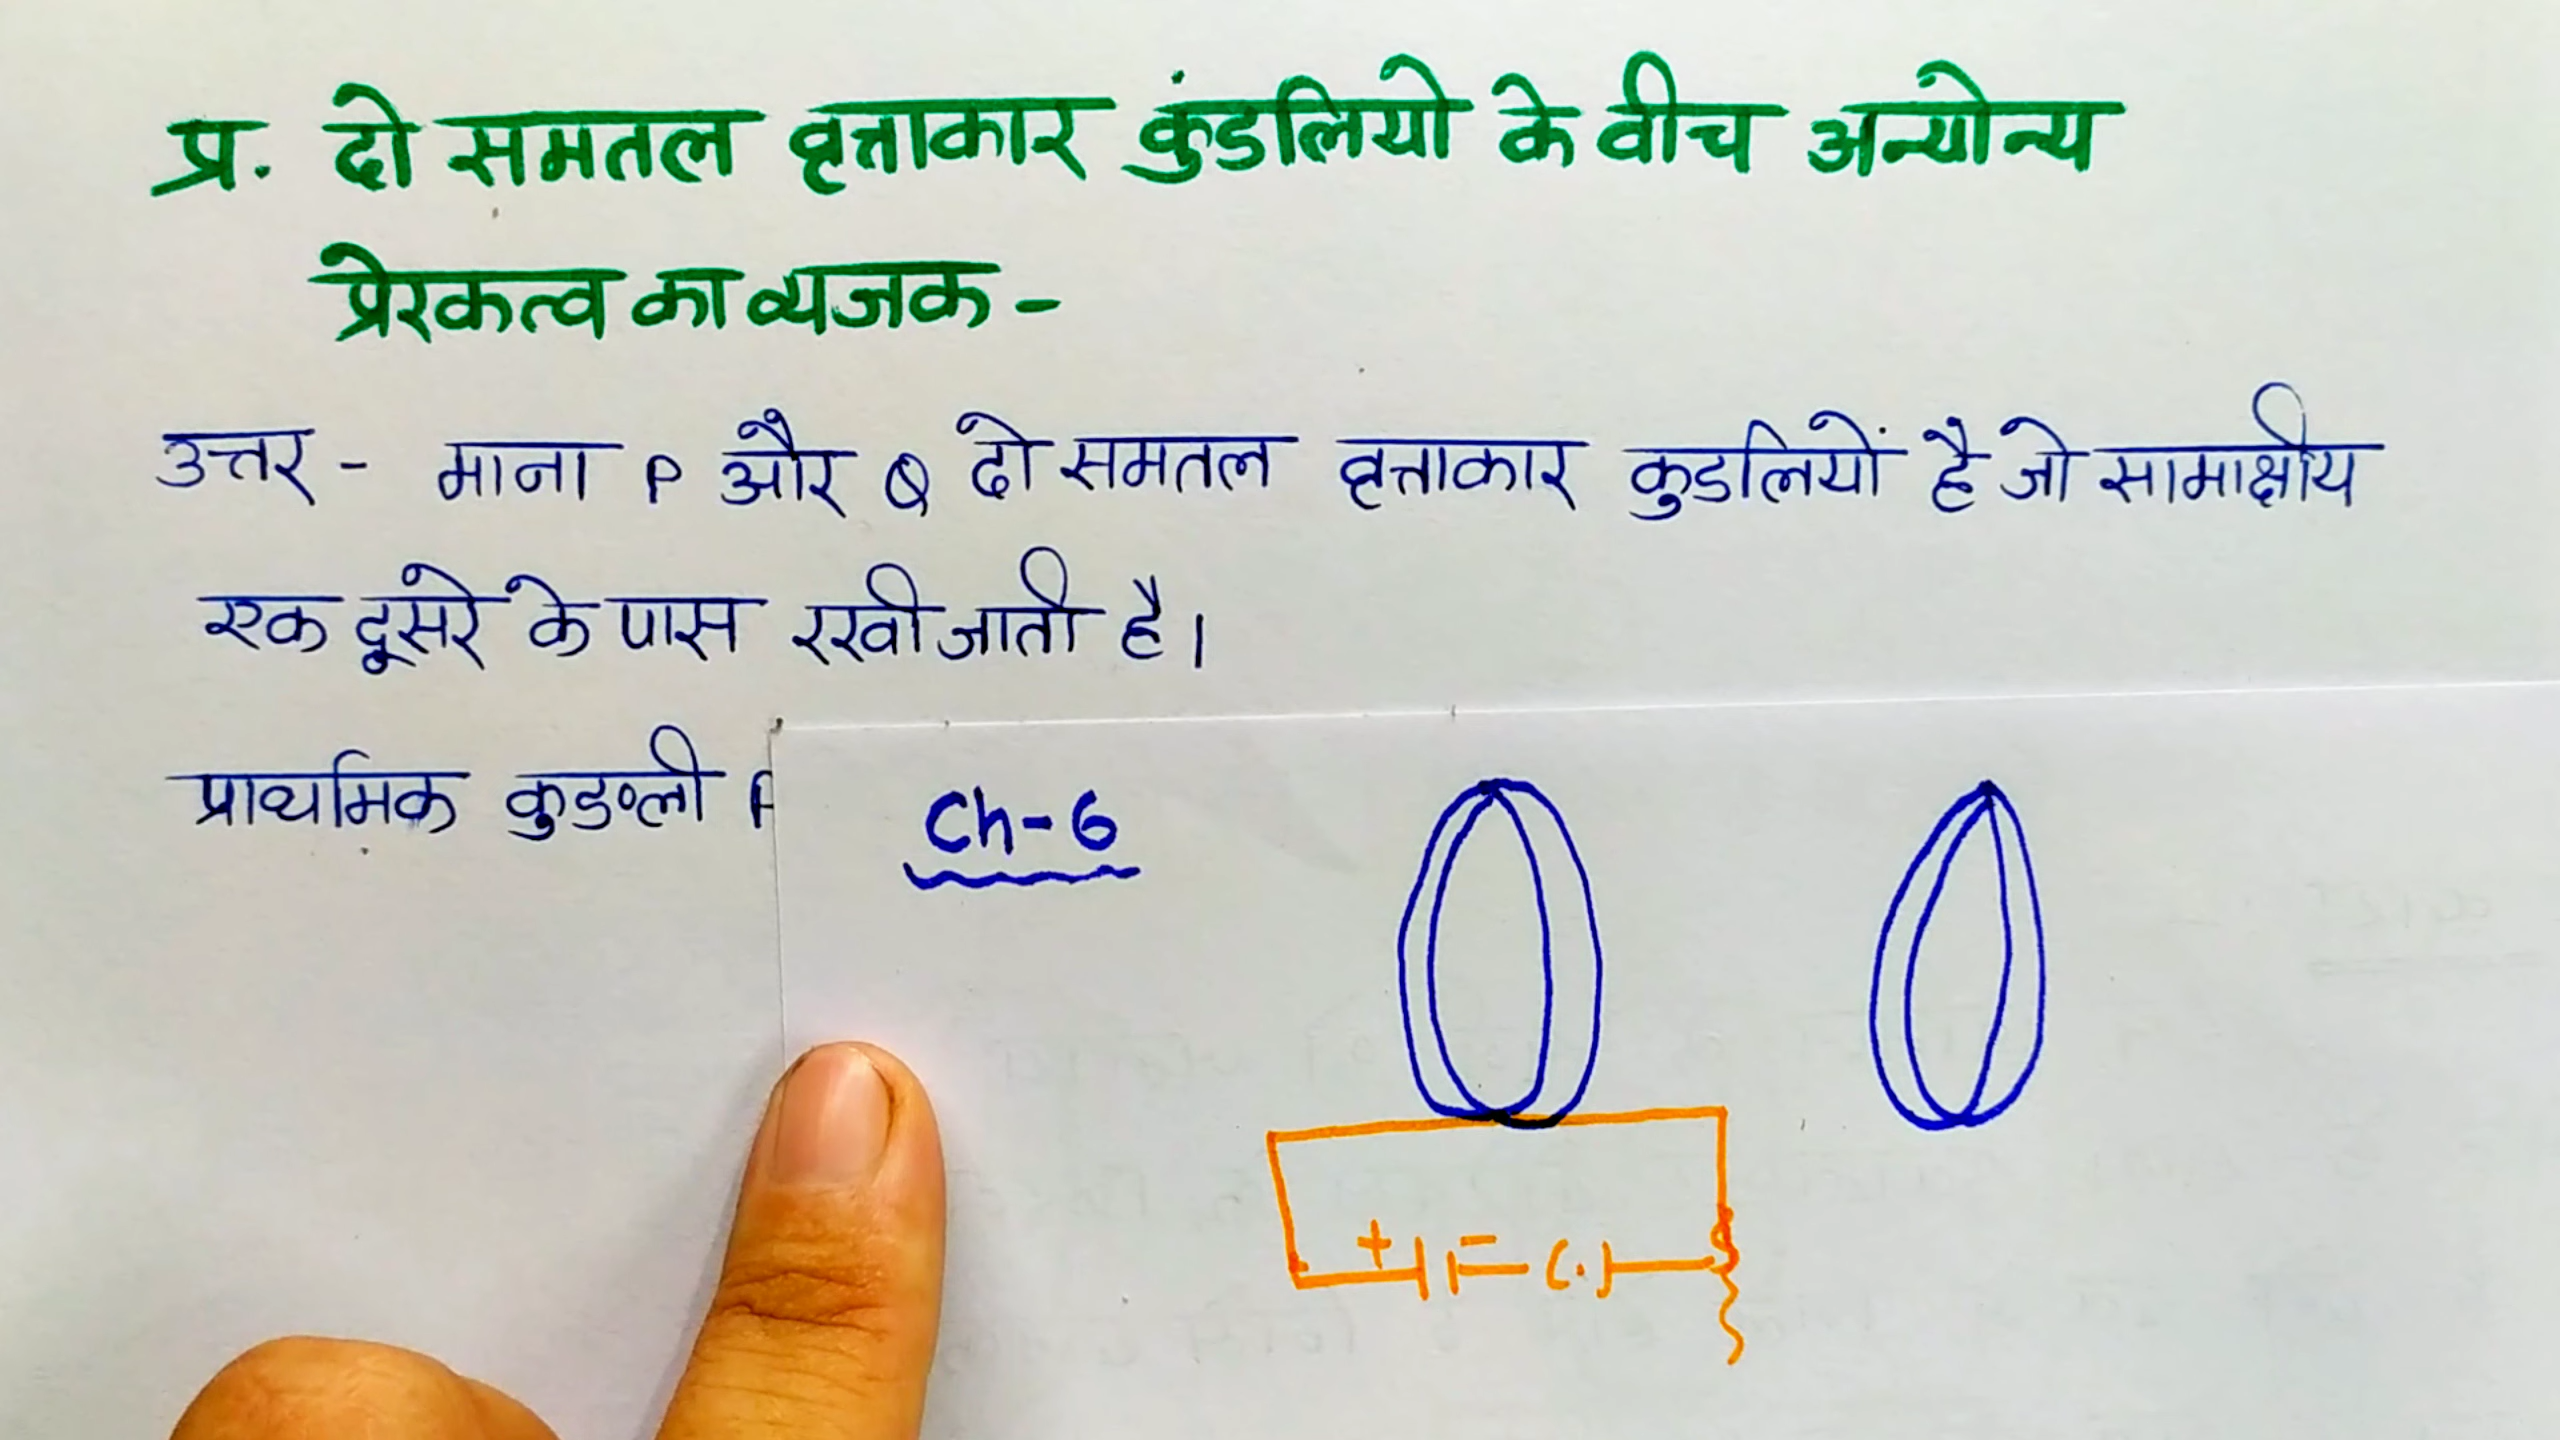 प्र. दो समतल वृत्ताकार कुंडलियो के वीच अन्योन्य
प्रेरकत्व का व्यजक -
उत्तर - माना P और Q दो समतल वृत्ताकार कुडलियों है जो सामाक्षीय
एक दूसरे के पास रखी जाती है।
प्राथमिक कुडली P
Ch-6
+ -